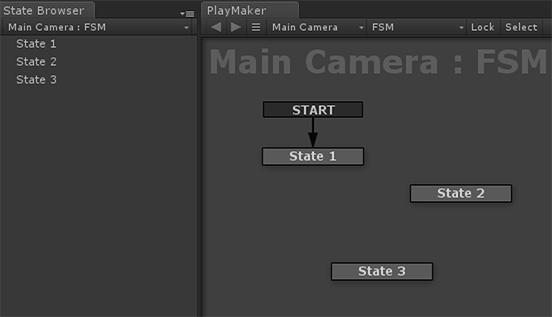 State Browser
Main Camera : FSM
State 1
State 2
State 3
PlayMaker
Main Camera FSM Lock Select
Main Camera : FSM
START
State 1
State 2
State 3